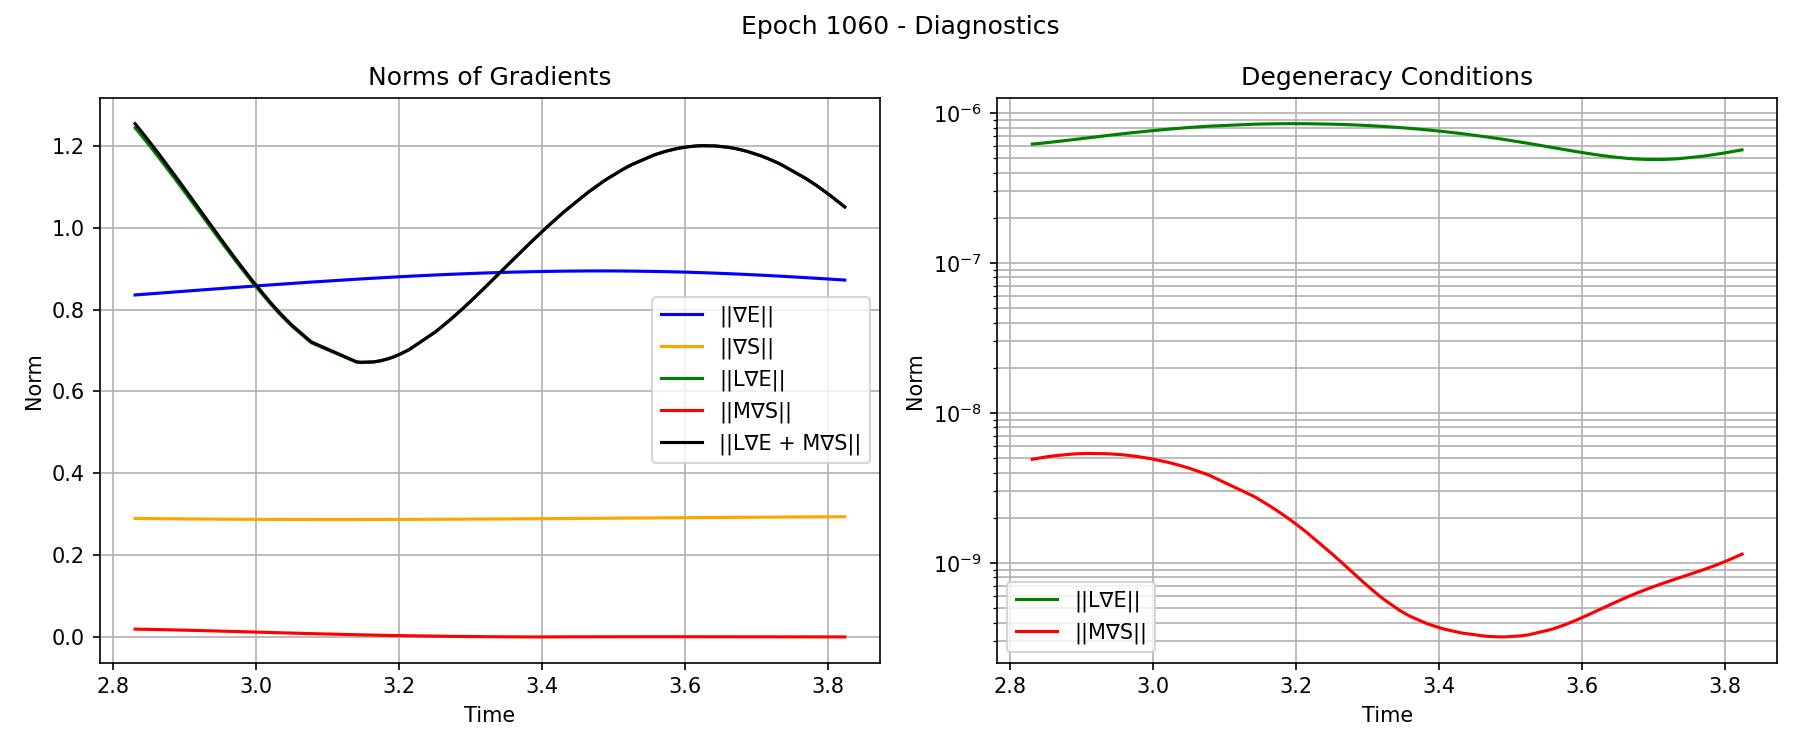 Epoch 1060 - Diagnostics
Norms of Gradients
Norm
1.2
1.0
0.8
0.6
0.4
0.2
0.0
||∇E||
||∇S||
||L∇E||
||M∇S||
||L∇E + M∇S||
2.8 3.0 3.2 3.4 3.6 3.8
Time
Degeneracy Conditions
Norm
10⁻⁶
10⁻⁷
10⁻⁸
10⁻⁹
||L∇E||
||M∇S||
2.8 3.0 3.2 3.4 3.6 3.8
Time